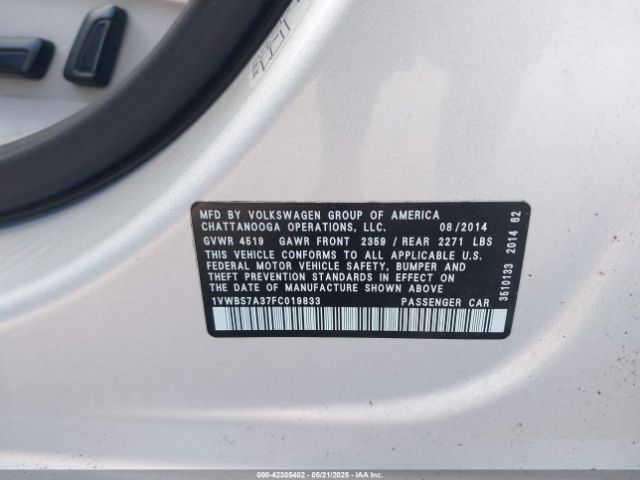 MFD BY VOLKSWAGEN GROUP OF AMERICA
CHATTANOOGA OPERATIONS, LLC. 08/2014
GVWR 4519 GAWR FRONT 2359 / REAR 2271 LBS
THIS VEHICLE CONFORMS TO ALL APPLICABLE U.S.
FEDERAL MOTOR VEHICLE SAFETY, BUMPER AND
THEFT PREVENTION STANDARDS IN EFFECT ON THE
DATE OF MANUFACTURE SHOWN ABOVE
1VWBS7A37FC019833 PASSENGER CAR
3510133 2014 62
000-42305402 - 05/21/2025 - IAAI.COM